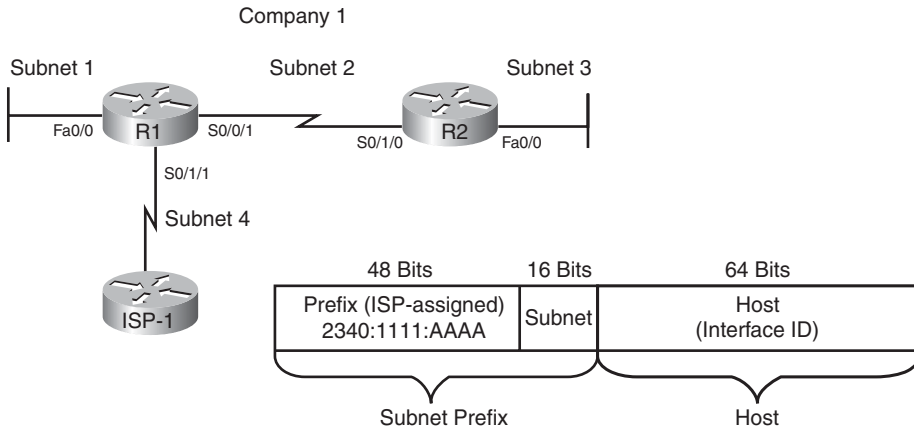 Company 1
Subnet 1
Subnet 2
Subnet 3
Fa0/0
R1
S0/0/1
S0/1/0
R2
Fa0/0
S0/1/1
Subnet 4
ISP-1
48 Bits
16 Bits
64 Bits
Prefix (ISP-assigned)
2340:1111:AAAA
Subnet
Host
(Interface ID)
Subnet Prefix
Host